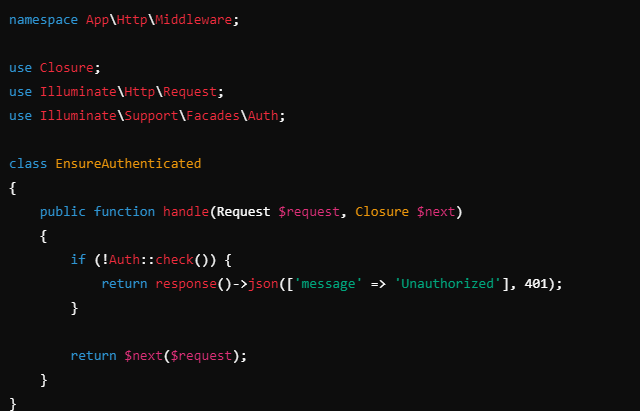 namespace App\Http\Middleware;

use Closure;
use Illuminate\Http\Request;
use Illuminate\Support\Facades\Auth;

class EnsureAuthenticated
{
    public function handle(Request $request, Closure $next)
    {
        if (!Auth::check()) {
            return response()->json(['message' => 'Unauthorized'], 401);
        }

        return $next($request);
    }
}